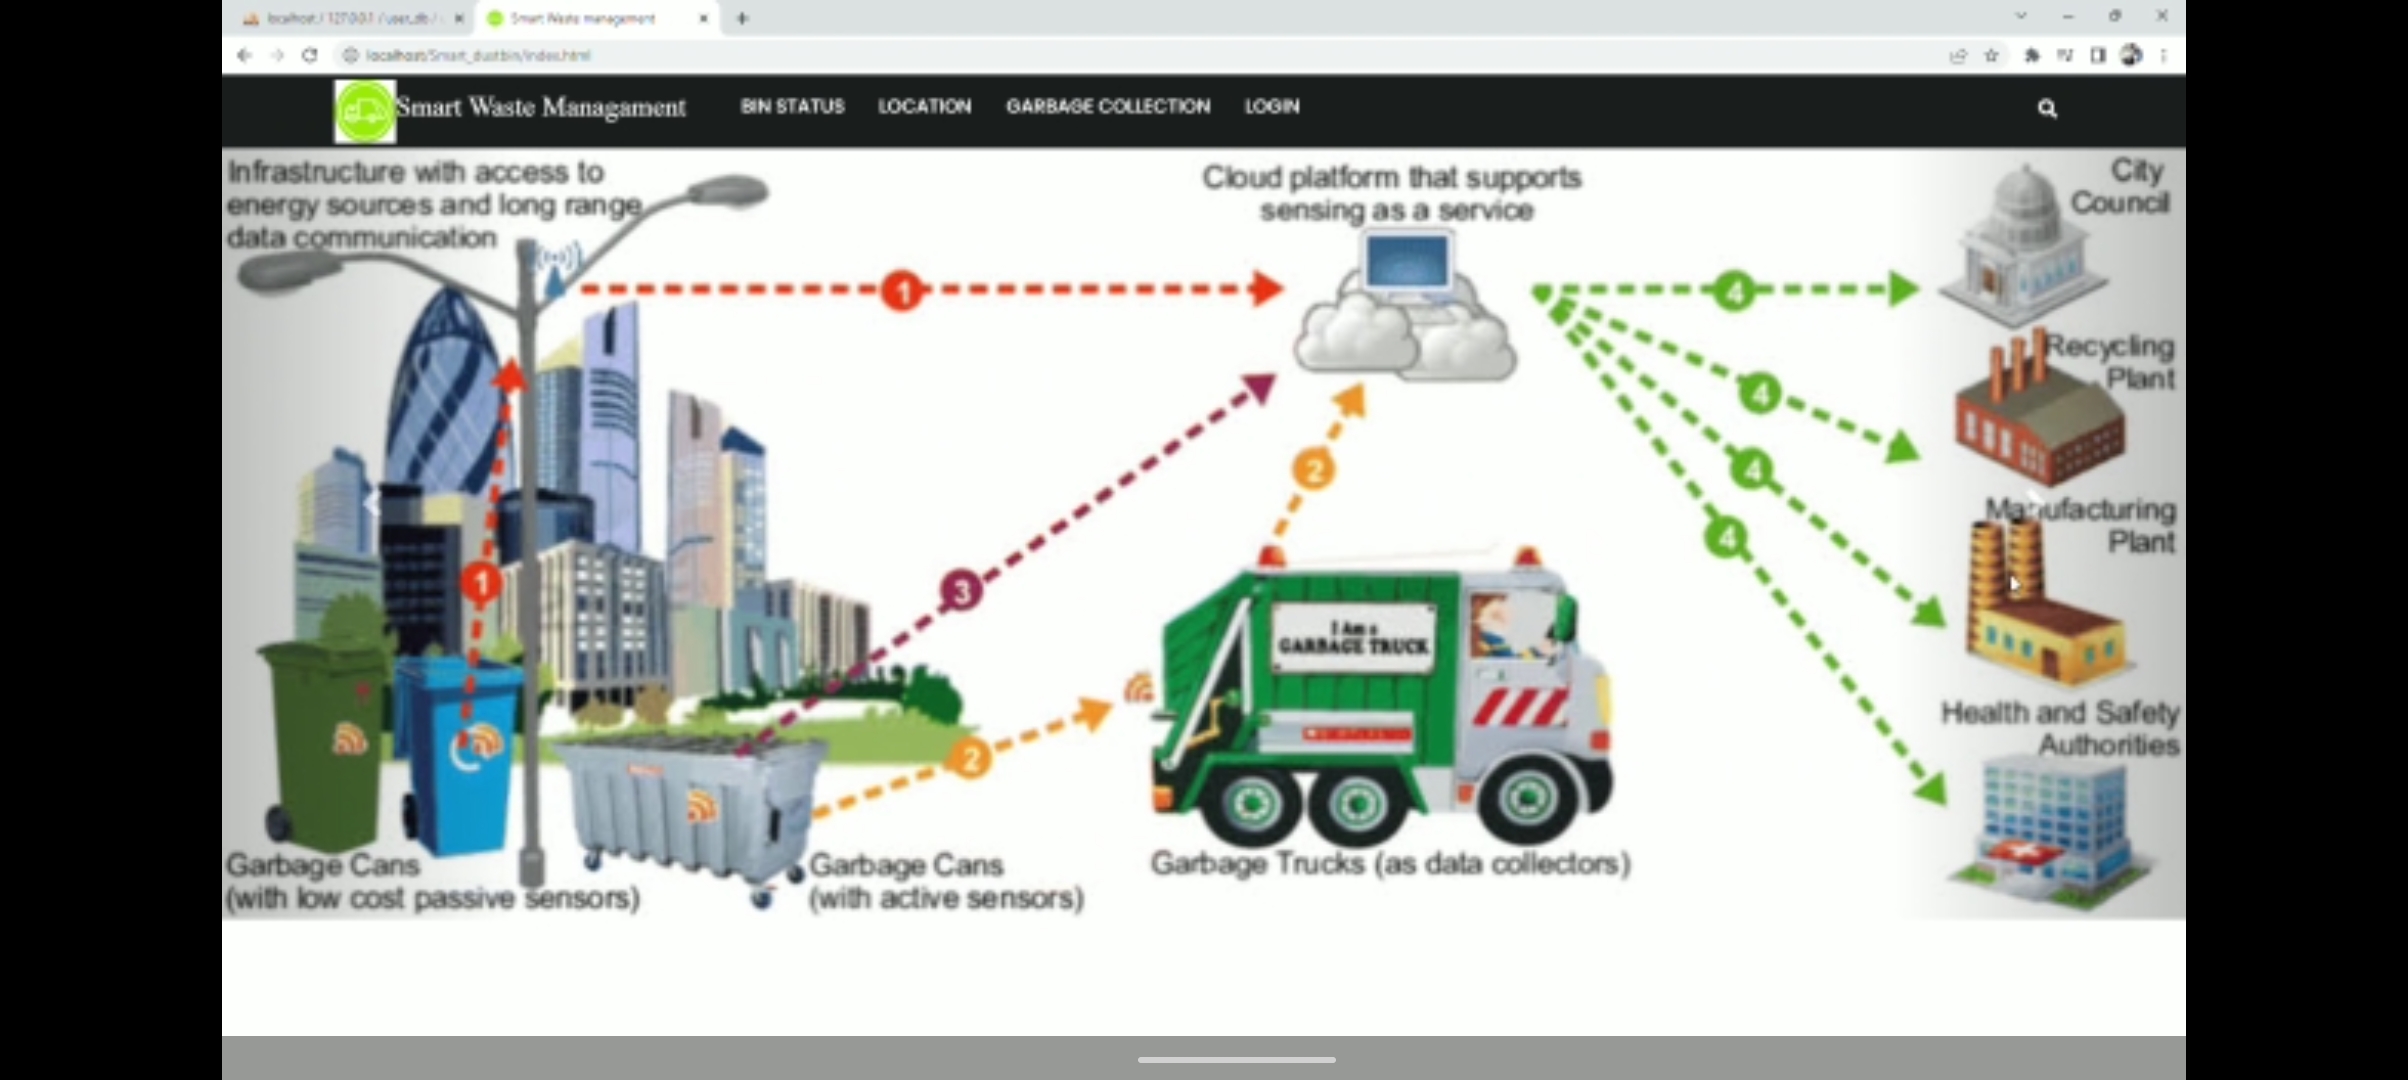 localhost / 127.0.0.1 / user_db /
Smart Waste management
localhost/Smart_dustbin/index.html
Smart Waste Managament
BIN STATUS
LOCATION
GARBAGE COLLECTION
LOGIN
Infrastructure with access to
energy sources and long range
data communication
Cloud platform that supports
sensing as a service
City
Council
1
4
Recycling
Plant
4
2
4
Manufacturing
Plant
4
1
3
I Am a
GARBAGE TRUCK
2
Health and Safety
Authorities
Garbage Cans
(with low cost passive sensors)
Garbage Cans
(with active sensors)
Garbage Trucks (as data collectors)